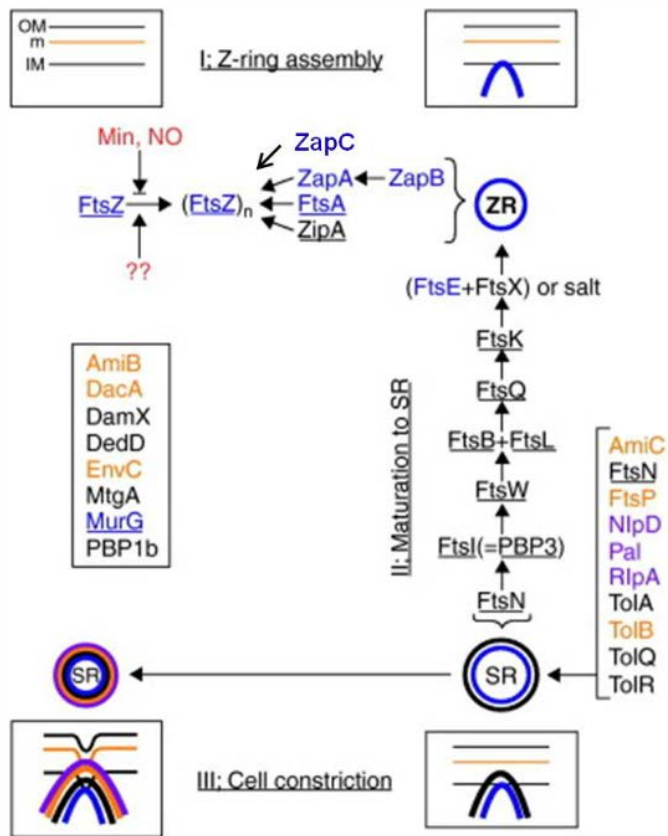 OM
m
IM
I; Z-ring assembly
Min, NO
ZapC
ZapA
ZapB
FtsZ
(FtsZ)n
FtsA
ZipA
??
ZR
(FtsE+FtsX) or salt
FtsK
FtsQ
FtsB+FtsL
FtsW
FtsI(=PBP3)
FtsN
II; Maturation to SR
AmiB
DacA
DamX
DedD
EnvC
MtgA
MurG
PBP1b
AmiC
FtsN
FtsP
NlpD
Pal
RlpA
TolA
TolB
TolQ
TolR
SR
SR
III; Cell constriction